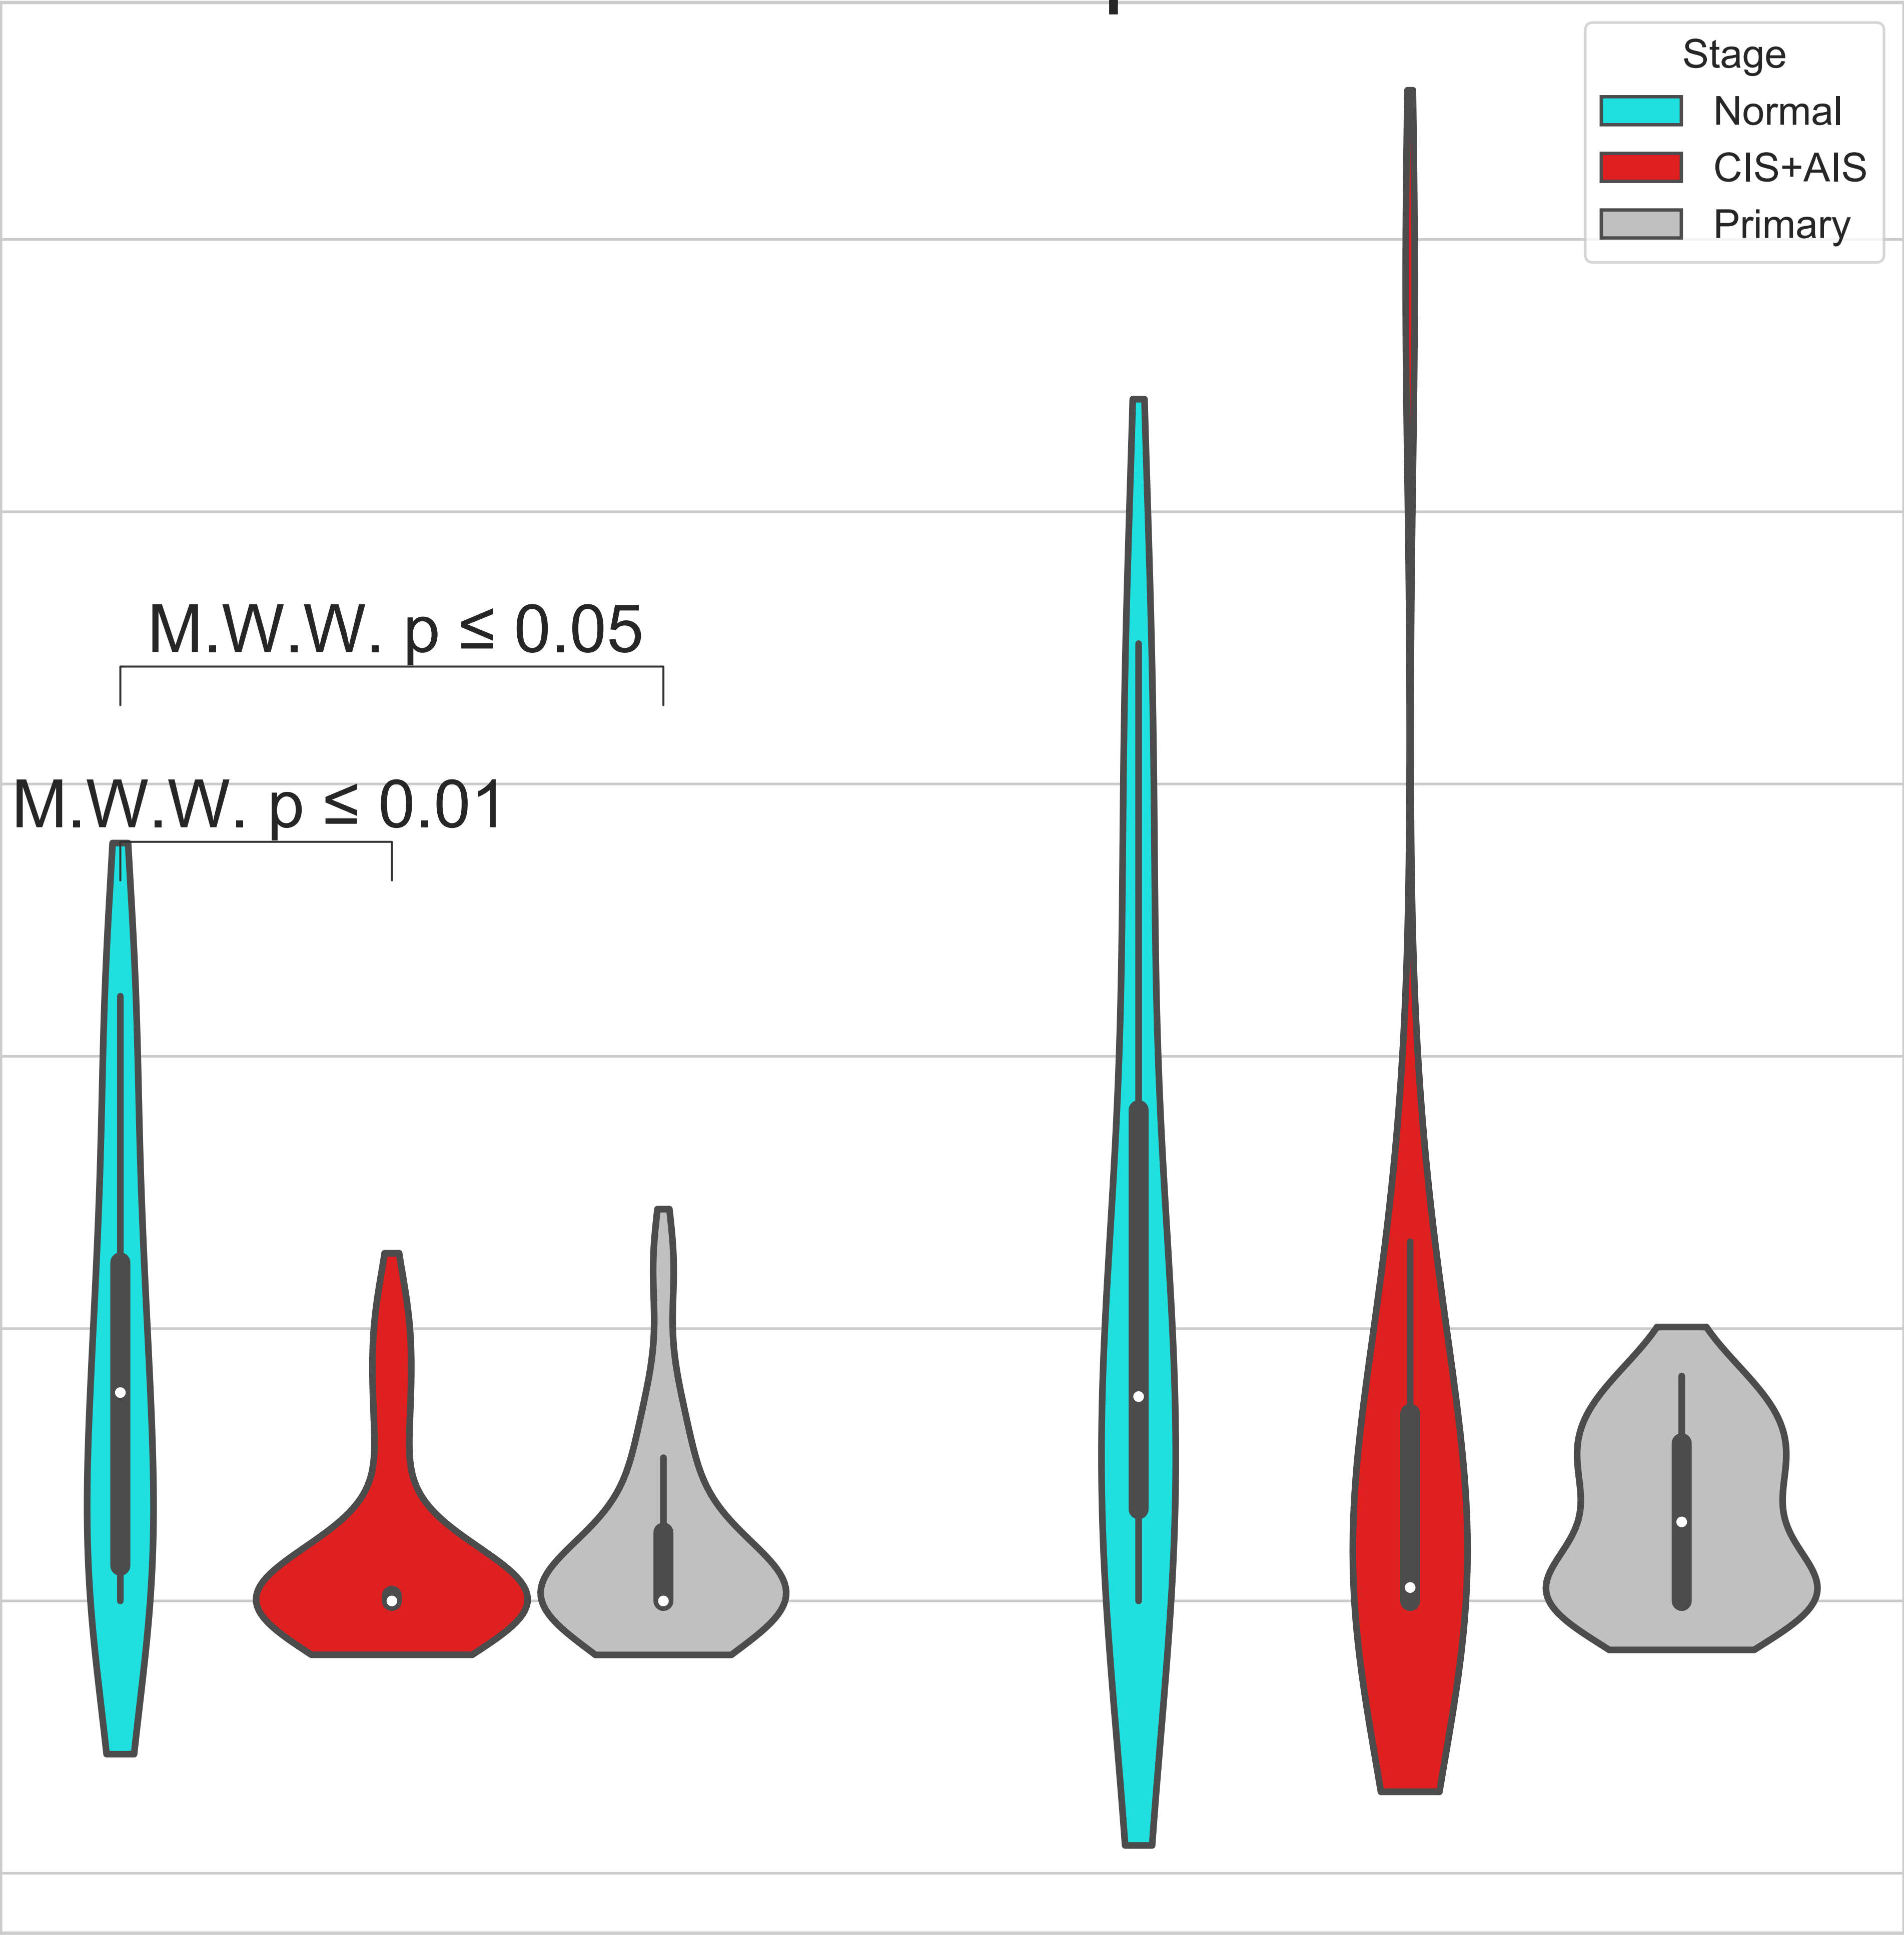 Stage
Normal
CIS+AIS
Primary
M.W.W. p ≤ 0.05
M.W.W. p ≤ 0.01